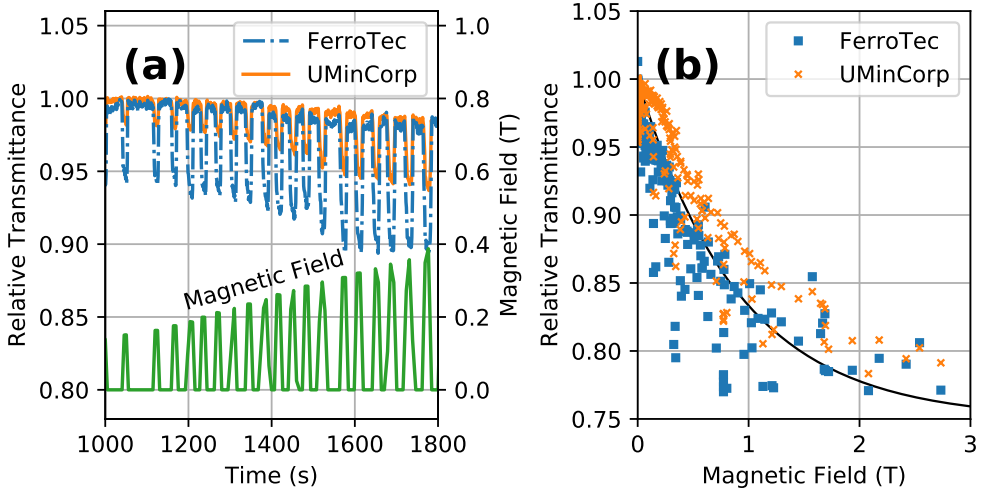 (a)
FerroTec
UMinCorp
Relative Transmittance
1.05
1.00
0.95
0.90
0.85
0.80
Magnetic Field
1.0
0.8
0.6
0.4
0.2
0.0
Magnetic Field (T)
1000 1200 1400 1600 1800
Time (s)
(b)
FerroTec
UMinCorp
Relative Transmittance
1.05
1.00
0.95
0.90
0.85
0.80
0.75
0 1 2 3
Magnetic Field (T)